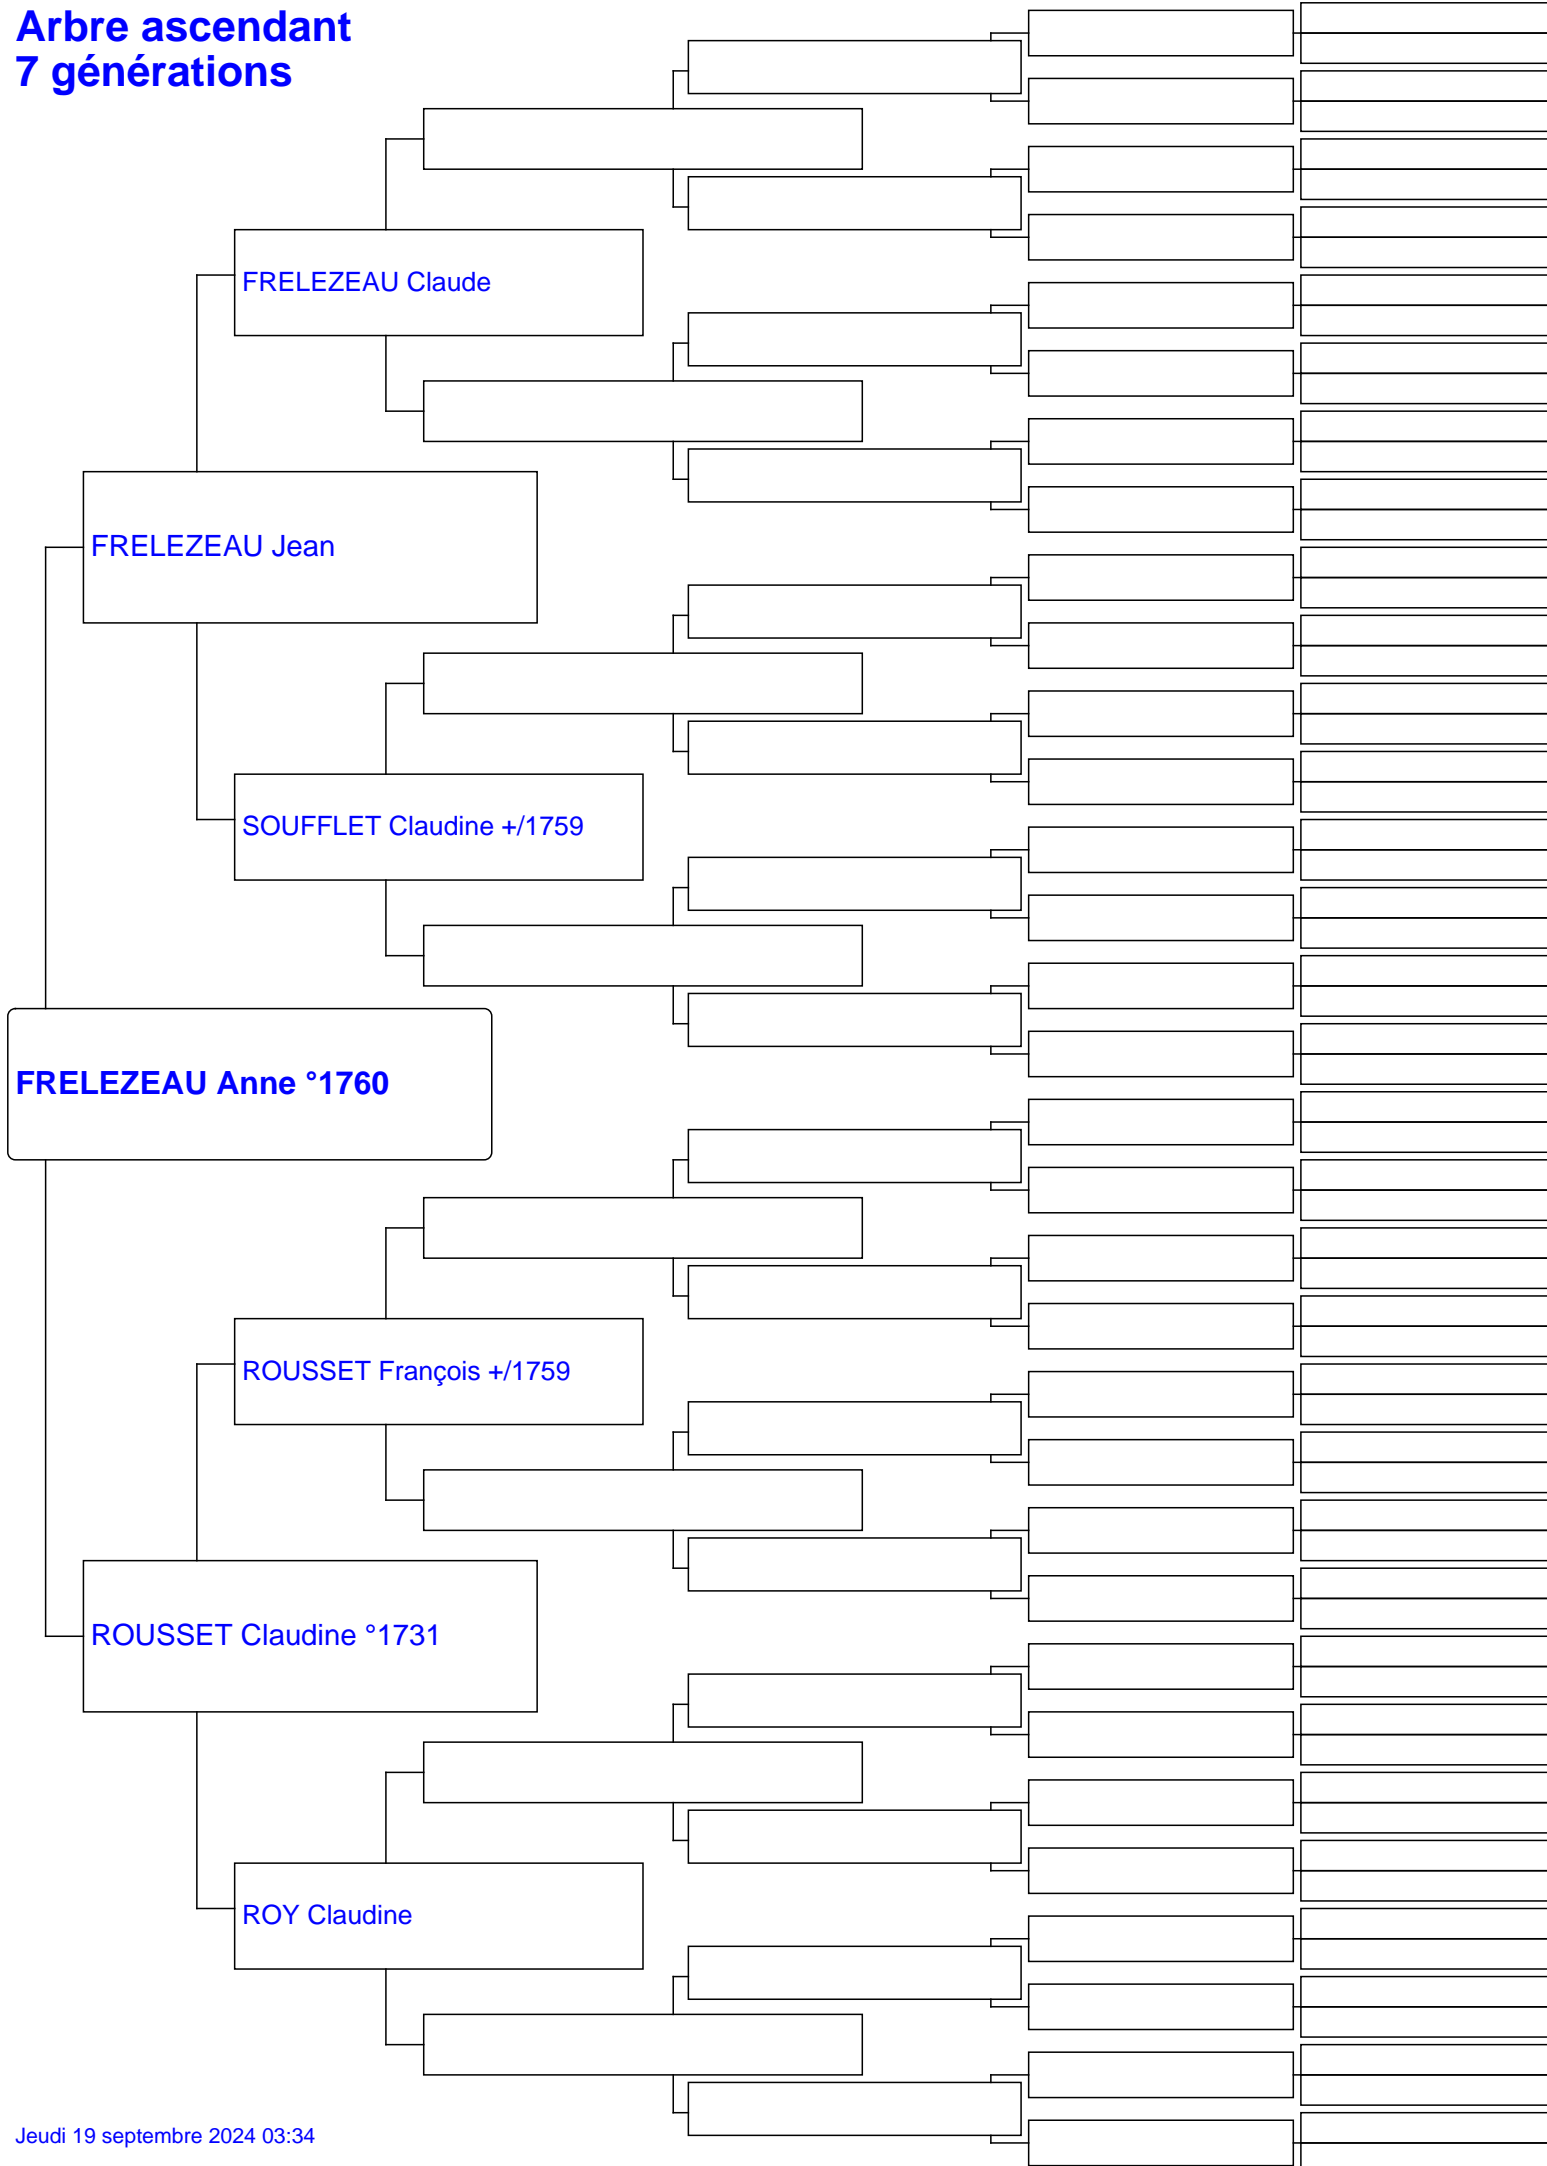 Arbre ascendant
7 générations
FRELEZEAU Claude
FRELEZEAU Jean
SOUFFLET Claudine +/1759
FRELEZEAU Anne °1760
ROUSSET François +/1759
ROUSSET Claudine °1731
ROY Claudine
Jeudi 19 septembre 2024 03:34